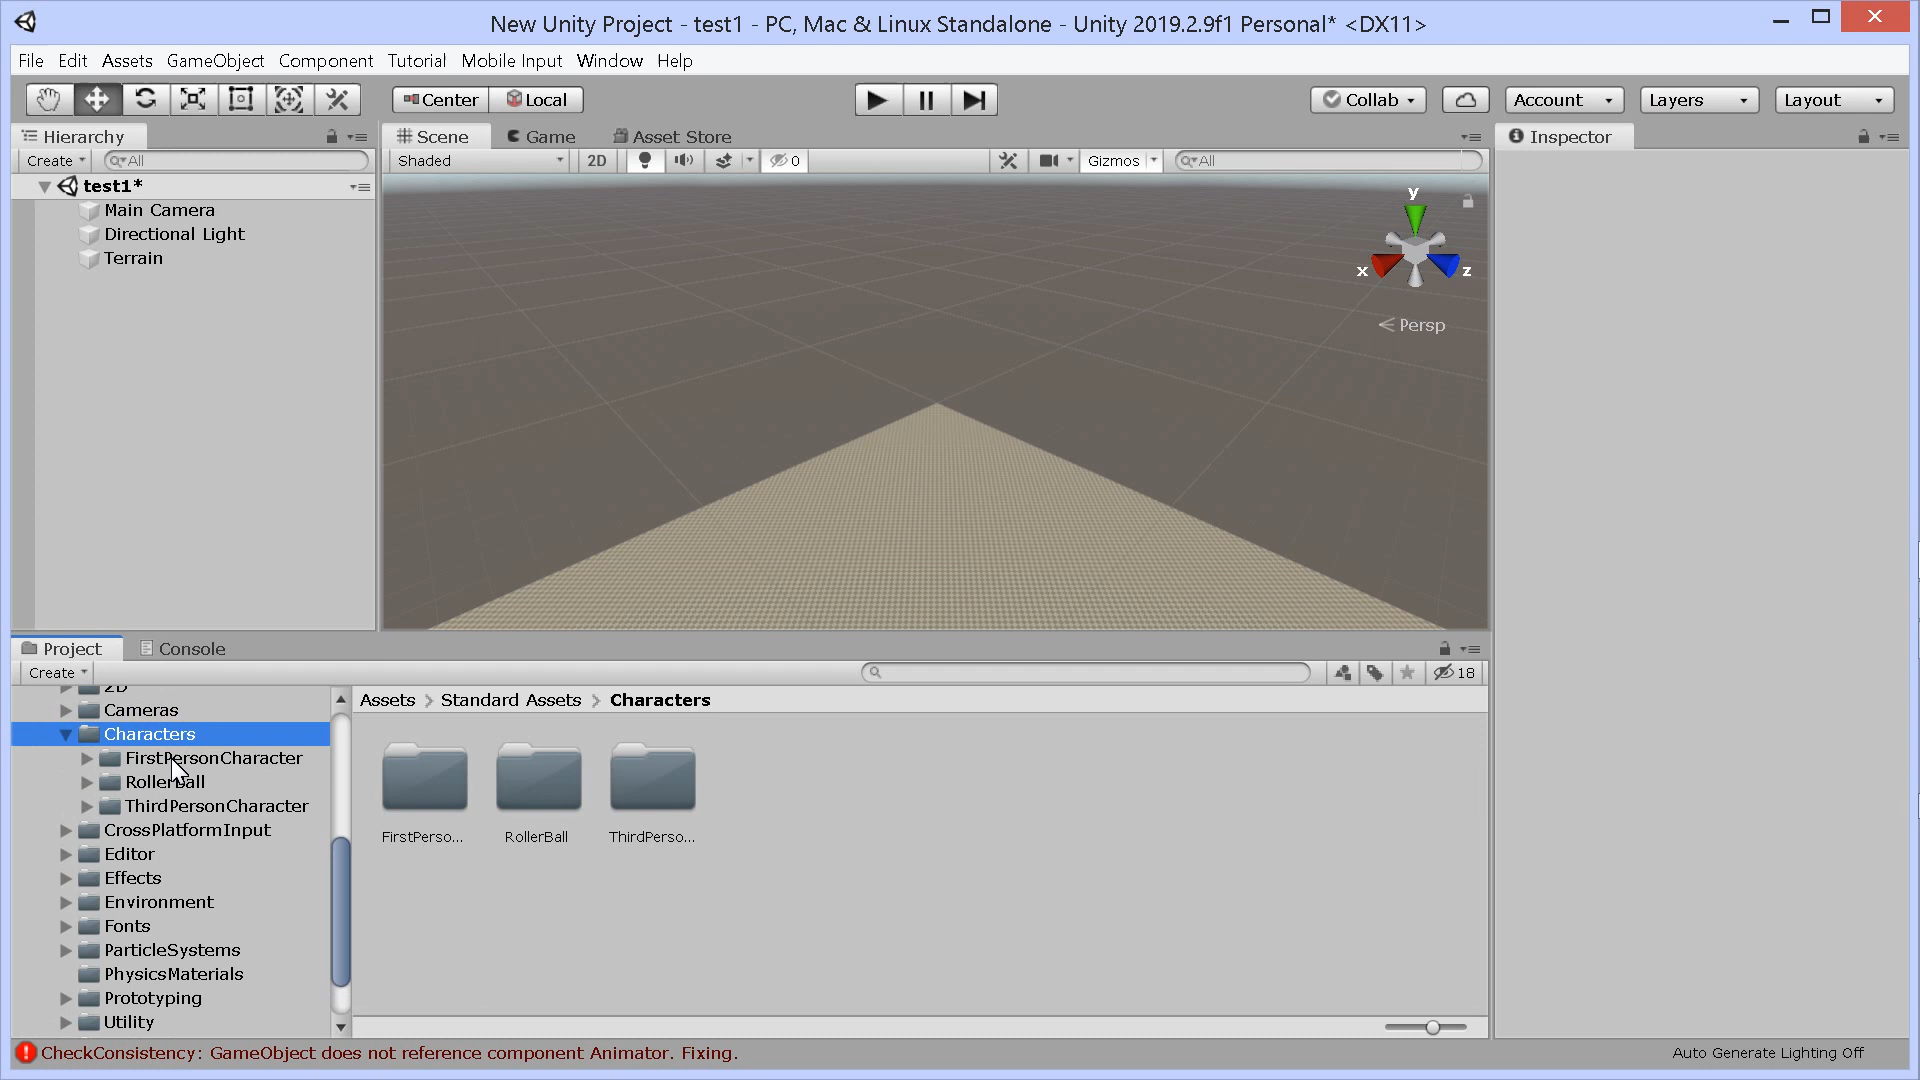 New Unity Project - test1 - PC, Mac & Linux Standalone - Unity 2019.2.9f1 Personal* <DX11>
File Edit Assets GameObject Component Tutorial Mobile Input Window Help
Center Local Collab Account Layers Layout
Hierarchy Scene Game Asset Store Inspector
Create All Shaded 2D 0 Gizmos All
test1*
Main Camera
Directional Light
Terrain
y
x z
Persp
Project Console
Create 18
2D
Assets > Standard Assets > Characters
Cameras
Characters
FirstPersonCharacter
RollerBall
ThirdPersonCharacter
CrossPlatformInput
Editor
Effects
Environment
Fonts
ParticleSystems
PhysicsMaterials
Prototyping
Utility
FirstPerso... RollerBall ThirdPerso...
CheckConsistency: GameObject does not reference component Animator. Fixing.
Auto Generate Lighting Off